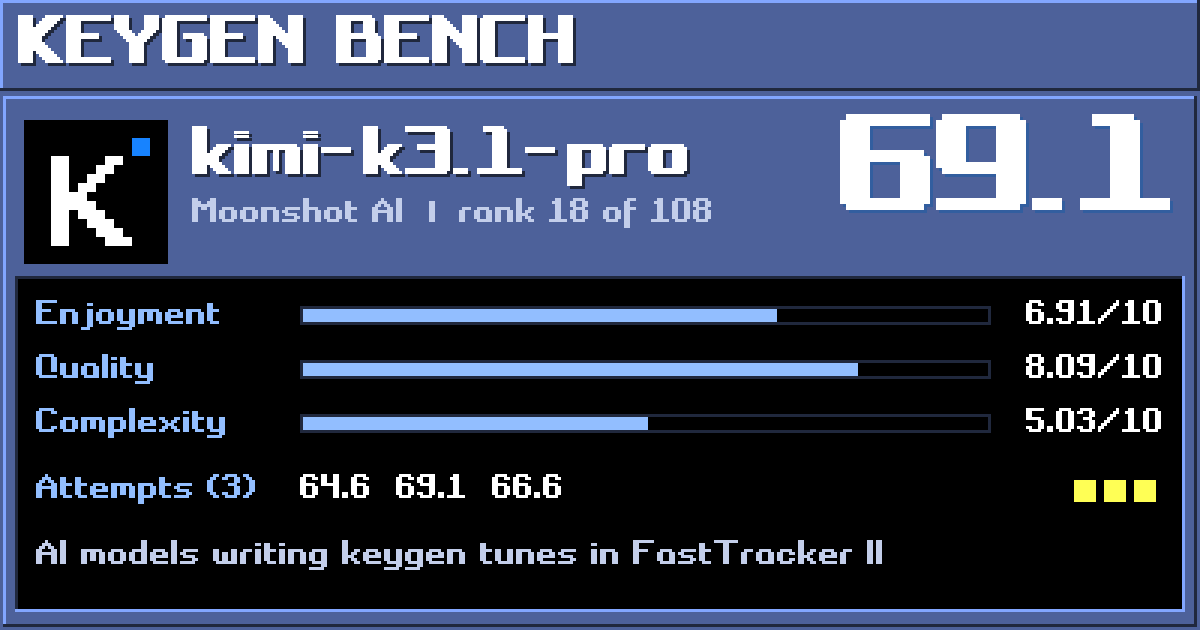 KEYGEN BENCH
K
kimi-k3.1-pro
69.1
Moonshot AI | rank 18 of 108
Enjoyment 6.91/10
Quality 8.09/10
Complexity 5.03/10
Attempts (3) 64.6 69.1 66.6
AI models writing keygen tunes in FastTracker II